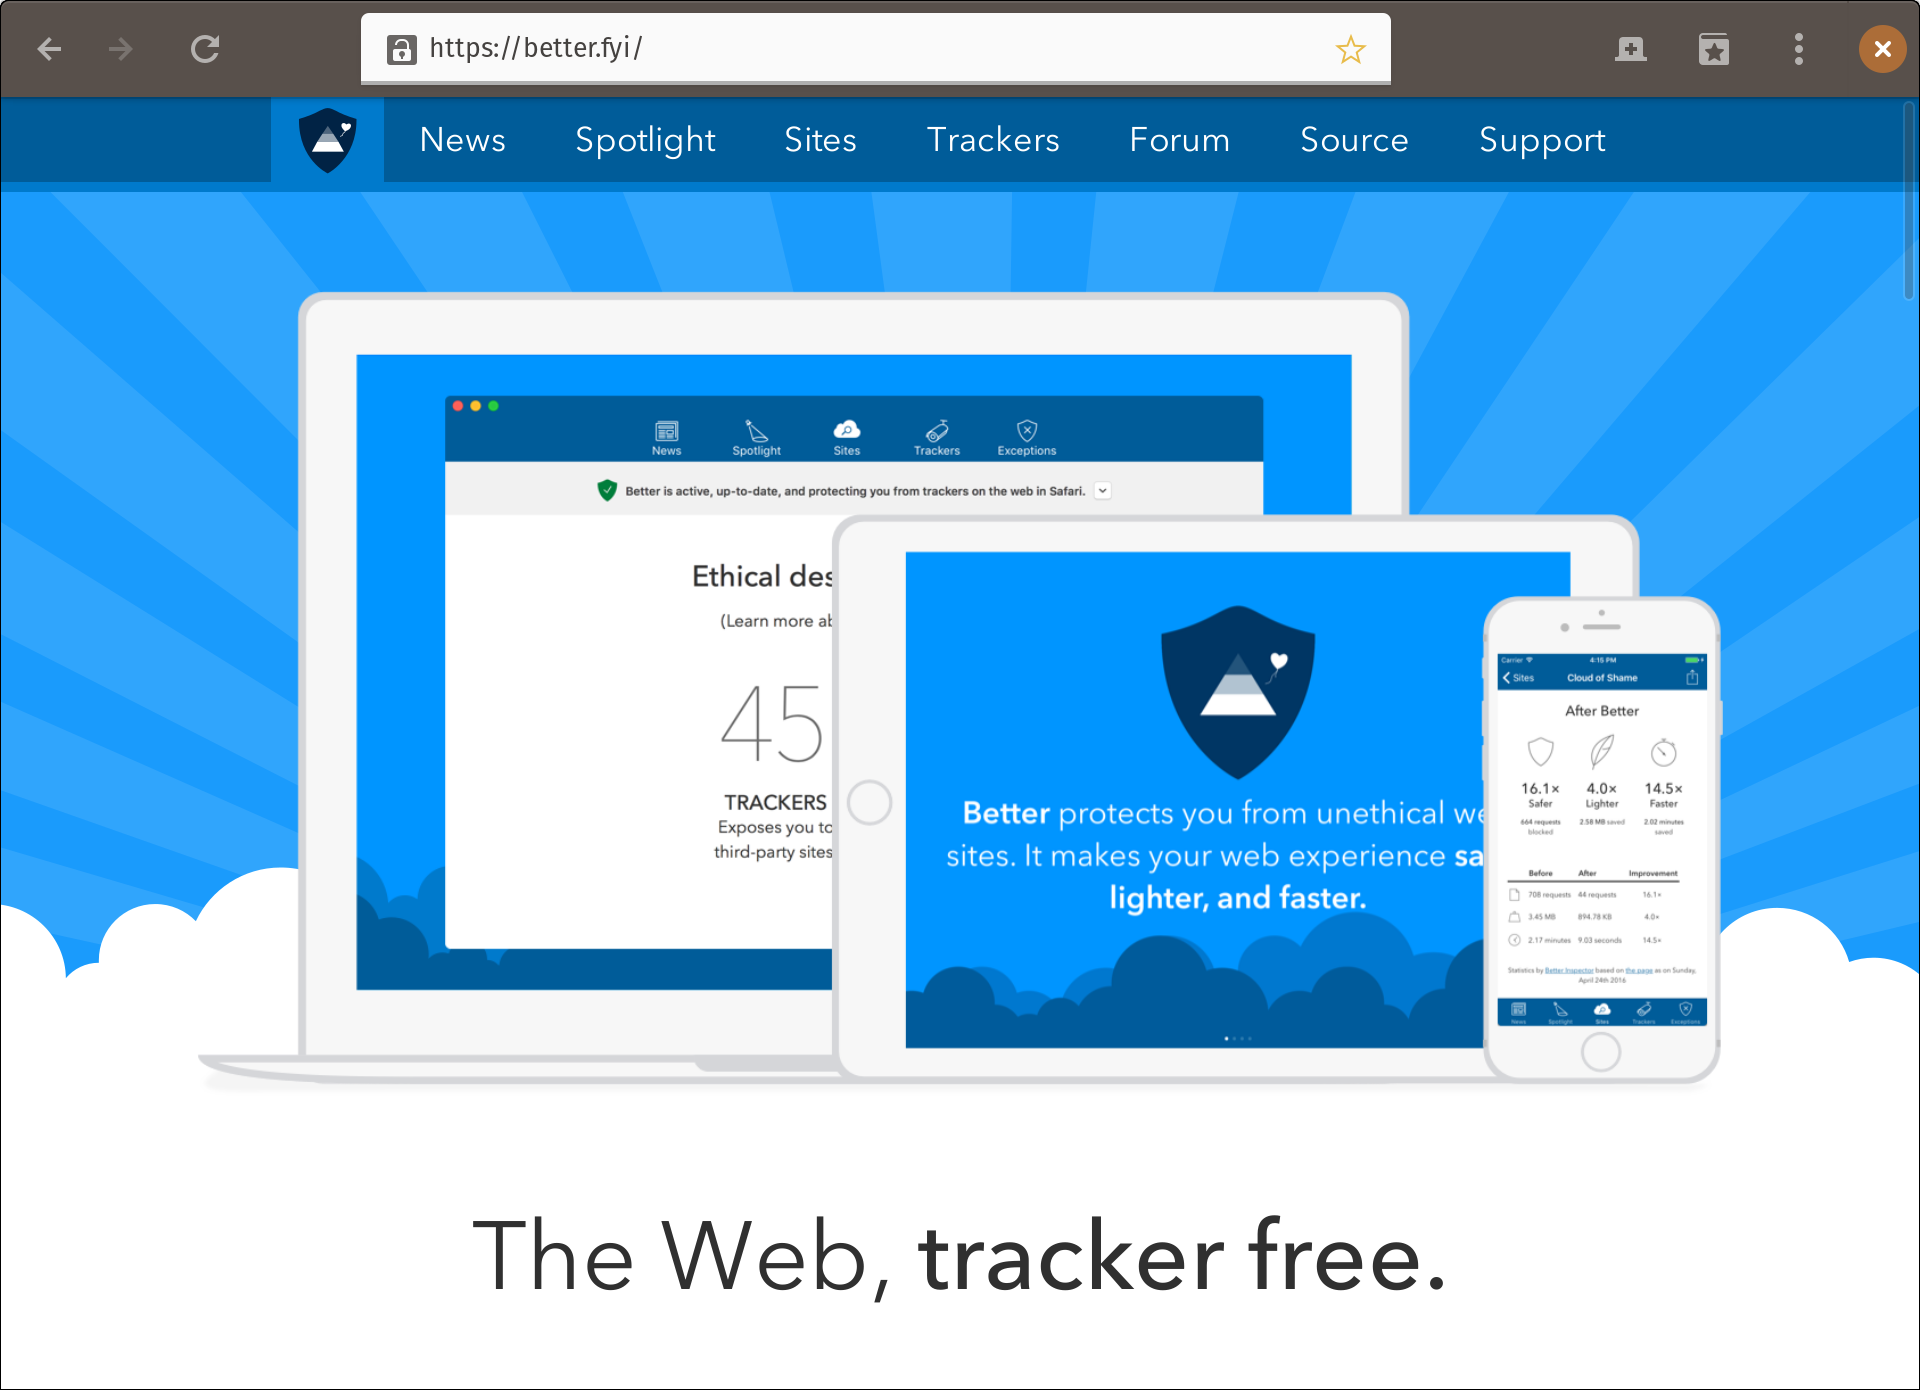 https://better.fyi/
News Spotlight Sites Trackers Forum Source Support
News Spotlight Sites Trackers Exceptions
Better is active, up-to-date, and protecting you from trackers on the web in Safari.
Ethical des
(Learn more ab
45
TRACKERS
Exposes you to
third-party sites
Better protects you from unethical we
sites. It makes your web experience sa
lighter, and faster.
Carrier 4:15 PM
Sites Cloud of Shame
After Better
16.1× 4.0× 14.5×
Safer Lighter Faster
664 requests blocked 2.58 MB saved 2.02 minutes saved
Before After Improvement
708 requests 44 requests 16.1×
3.45 MB 894.78 KB 4.0×
2.17 minutes 9.03 seconds 14.5×
Statistics by Better Inspector based on the page as on Sunday,
April 24th 2016
News Spotlight Sites Trackers Exceptions
The Web, tracker free.